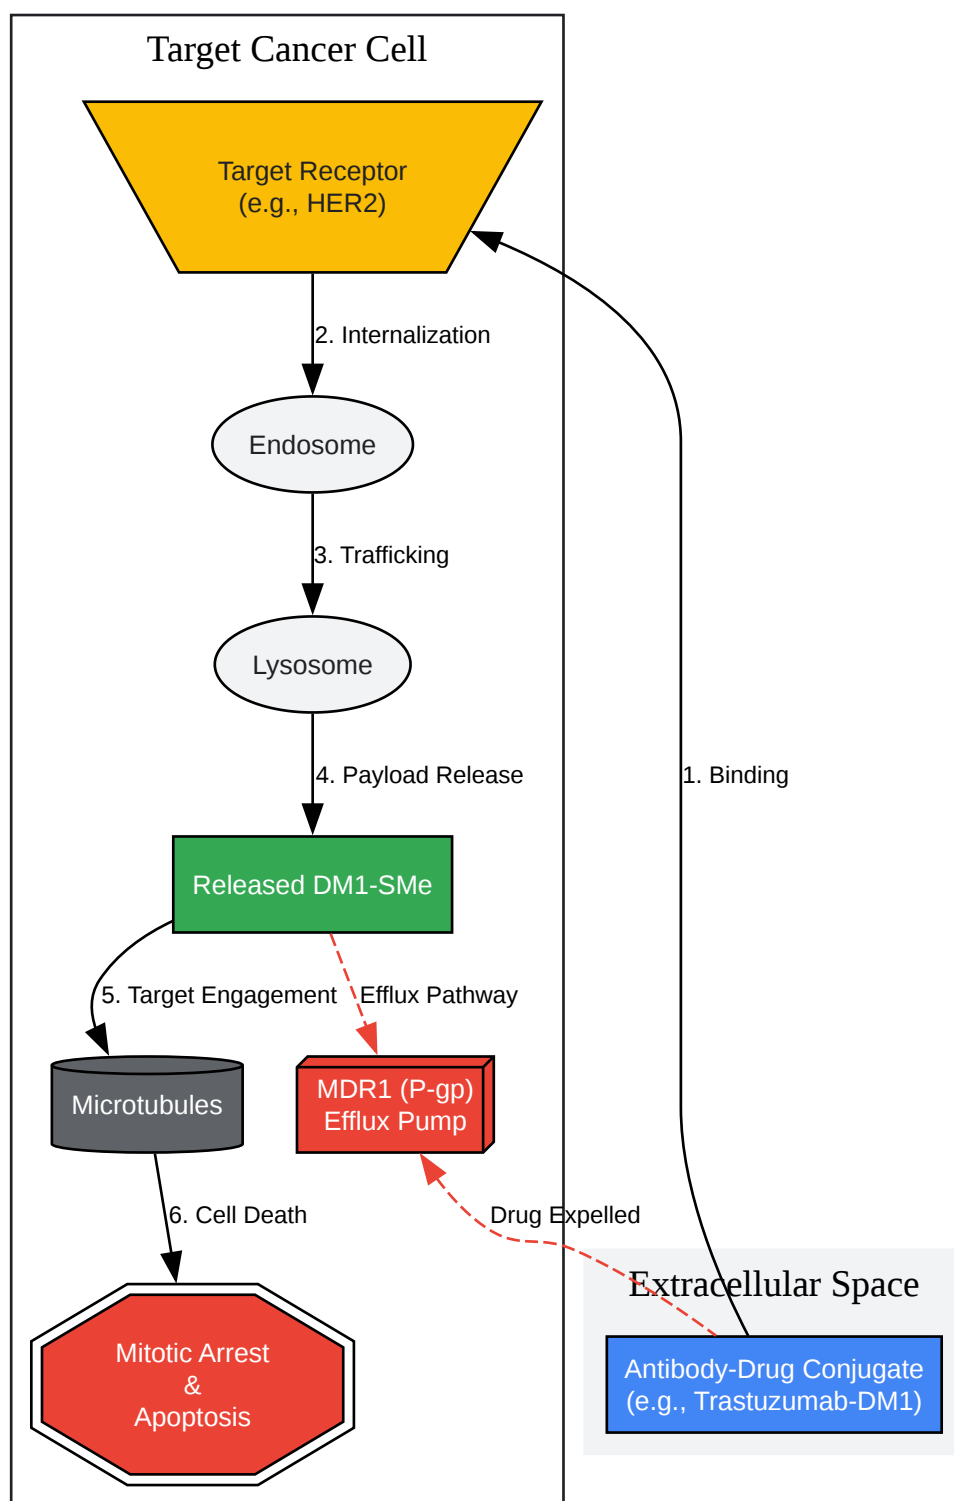 Target Cancer Cell
Target Receptor
(e.g., HER2)
2. Internalization
Endosome
3. Trafficking
Lysosome
4. Payload Release
1. Binding
Released DM1-SMe
5. Target Engagement
Efflux Pathway
Microtubules
MDR1 (P-gp)
Efflux Pump
6. Cell Death
Drug Expelled
Extracellular Space
Mitotic Arrest
&
Apoptosis
Antibody-Drug Conjugate
(e.g., Trastuzumab-DM1)